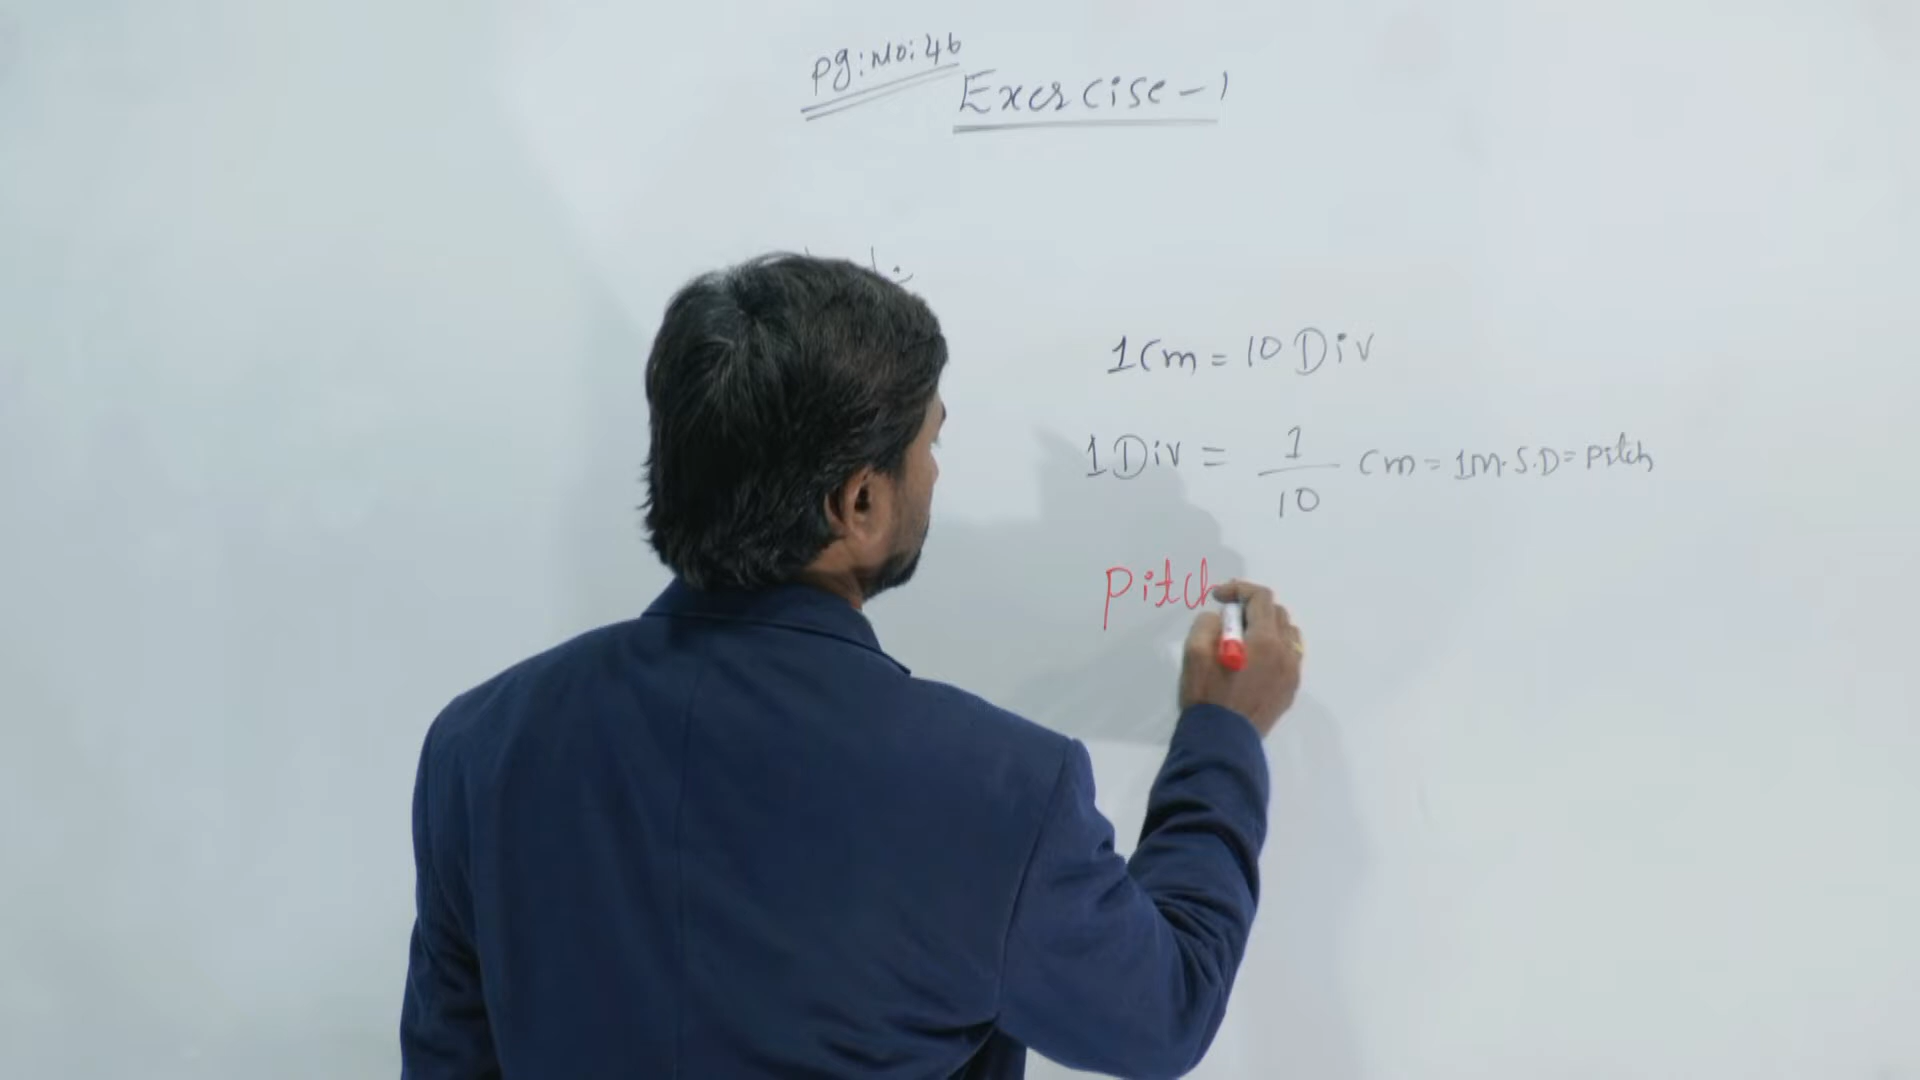 Pg:No:46
Exercise-1
1Cm = 10 Div
1Div = 1/10 Cm = 1M.S.D = Pitch
Pitch